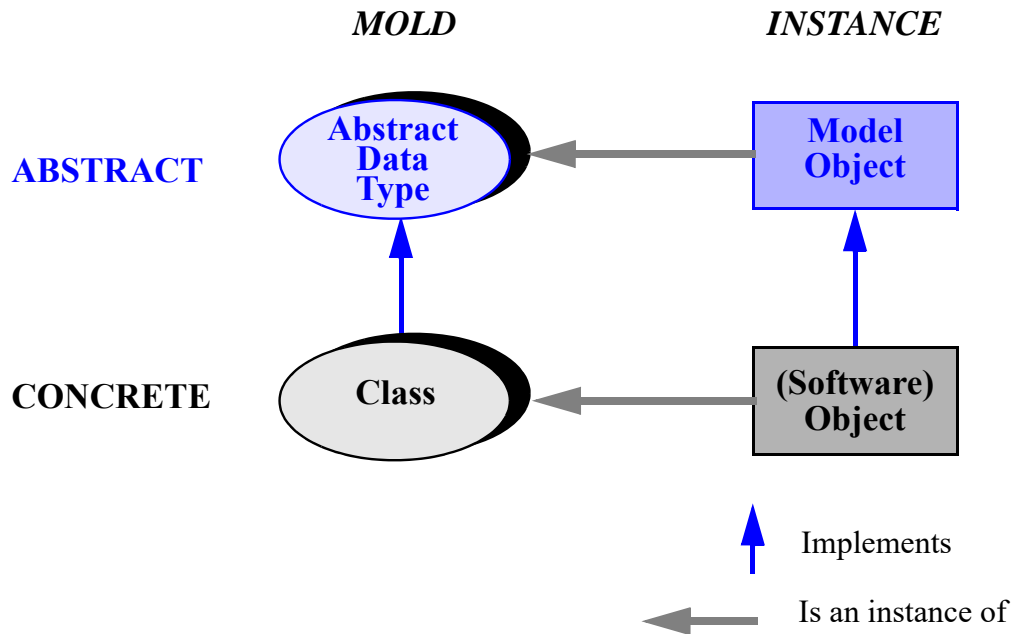 MOLD
INSTANCE
ABSTRACT
Abstract
Data
Type
Model
Object
CONCRETE
Class
(Software)
Object
Implements
Is an instance of